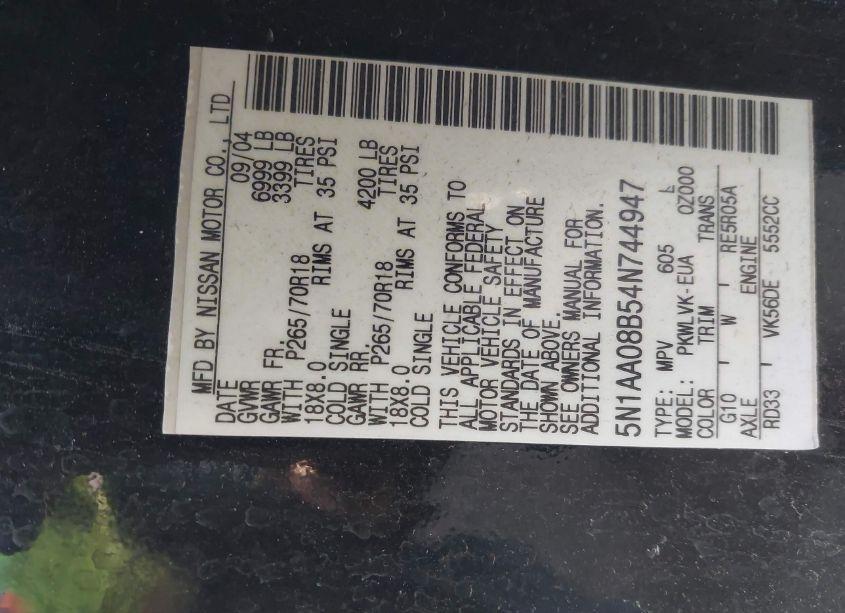 MFD BY NISSAN MOTOR CO., LTD
DATE 09/04
GVWR 6999 LB
GAWR FR. 3399 LB
WITH P265/70R18 TIRES
18X8.0 RIMS AT 35 PSI
COLD SINGLE
GAWR RR. 4200 LB
WITH P265/70R18 TIRES
18X8.0 RIMS AT 35 PSI
COLD SINGLE
THIS VEHICLE CONFORMS TO
ALL APPLICABLE FEDERAL
MOTOR VEHICLE SAFETY
STANDARDS IN EFFECT ON
THE DATE OF MANUFACTURE
SHOWN ABOVE.
SEE OWNERS MANUAL FOR
ADDITIONAL INFORMATION.
5N1AA08B54N744947
TYPE: MPV 605 L
MODEL: PKWLVK-EUA 0Z000
COLOR TRIM TRANS
G10 W RE5R05A
AXLE ENGINE
RD33 VK56DE 5552CC